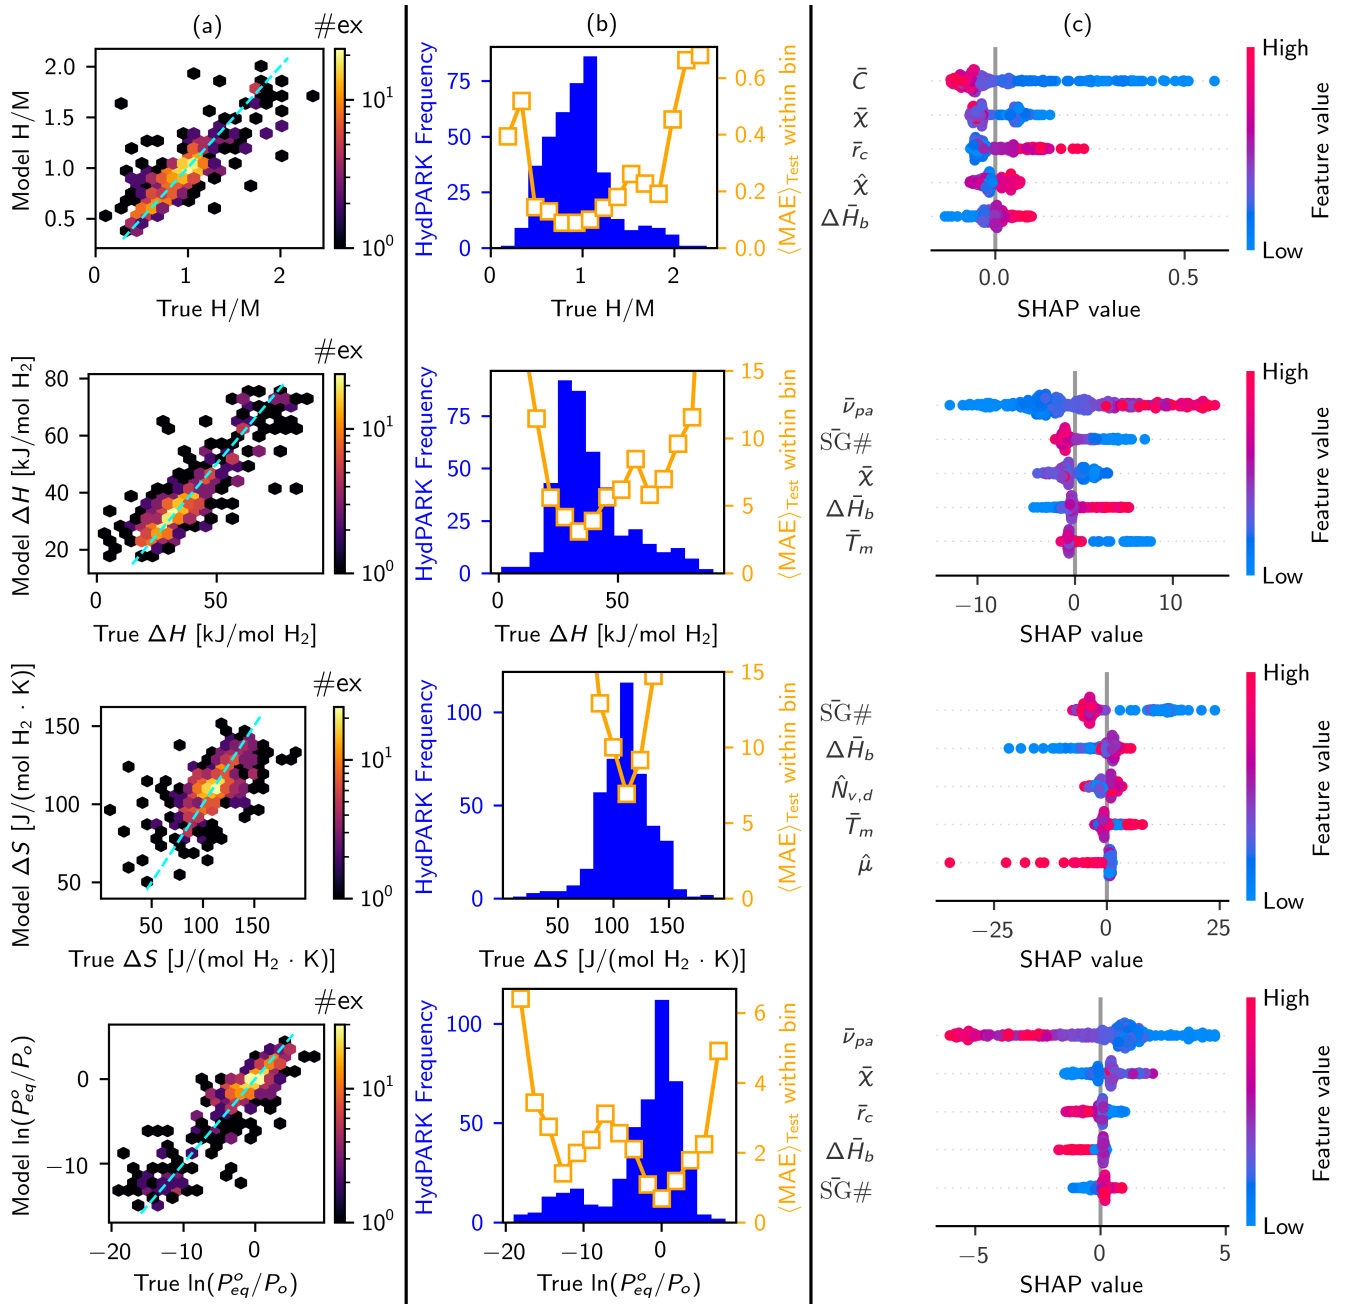 (a)
#ex
Model H/M
2.0
1.5
1.0
0.5
0
1
2
True H/M
10¹
10⁰
(b)
HydPARK Frequency
75
50
25
0
0
1
2
True H/M
0.6
0.4
0.2
0.0
⟨MAE⟩Test within bin
(c)
C̄
χ̄
r̄c
χ̂
ΔH̄b
0.0
0.5
SHAP value
High
Low
Feature value
#ex
Model ΔH [kJ/mol H₂]
80
60
40
20
0
50
True ΔH [kJ/mol H₂]
10¹
10⁰
HydPARK Frequency
75
50
25
0
0
50
True ΔH [kJ/mol H₂]
15
10
5
0
⟨MAE⟩Test within bin
ν̄pa
SḠ#
χ̄
ΔH̄b
T̄m
−10
0
10
SHAP value
High
Low
Feature value
#ex
Model ΔS [J/(mol H₂ · K)]
150
100
50
50
100
150
True ΔS [J/(mol H₂ · K)]
10¹
10⁰
HydPARK Frequency
100
50
0
50
100
150
True ΔS [J/(mol H₂ · K)]
15
10
5
0
⟨MAE⟩Test within bin
SḠ#
ΔH̄b
N̂v,d
T̄m
μ̂
−25
0
25
SHAP value
High
Low
Feature value
#ex
Model ln(Pᵒeq/Pₒ)
0
−10
−20
−10
0
True ln(Pᵒeq/Pₒ)
10¹
10⁰
HydPARK Frequency
100
50
0
−20
−10
0
True ln(Pᵒeq/Pₒ)
6
4
2
0
⟨MAE⟩Test within bin
ν̄pa
χ̄
r̄c
ΔH̄b
SḠ#
−5
0
5
SHAP value
High
Low
Feature value